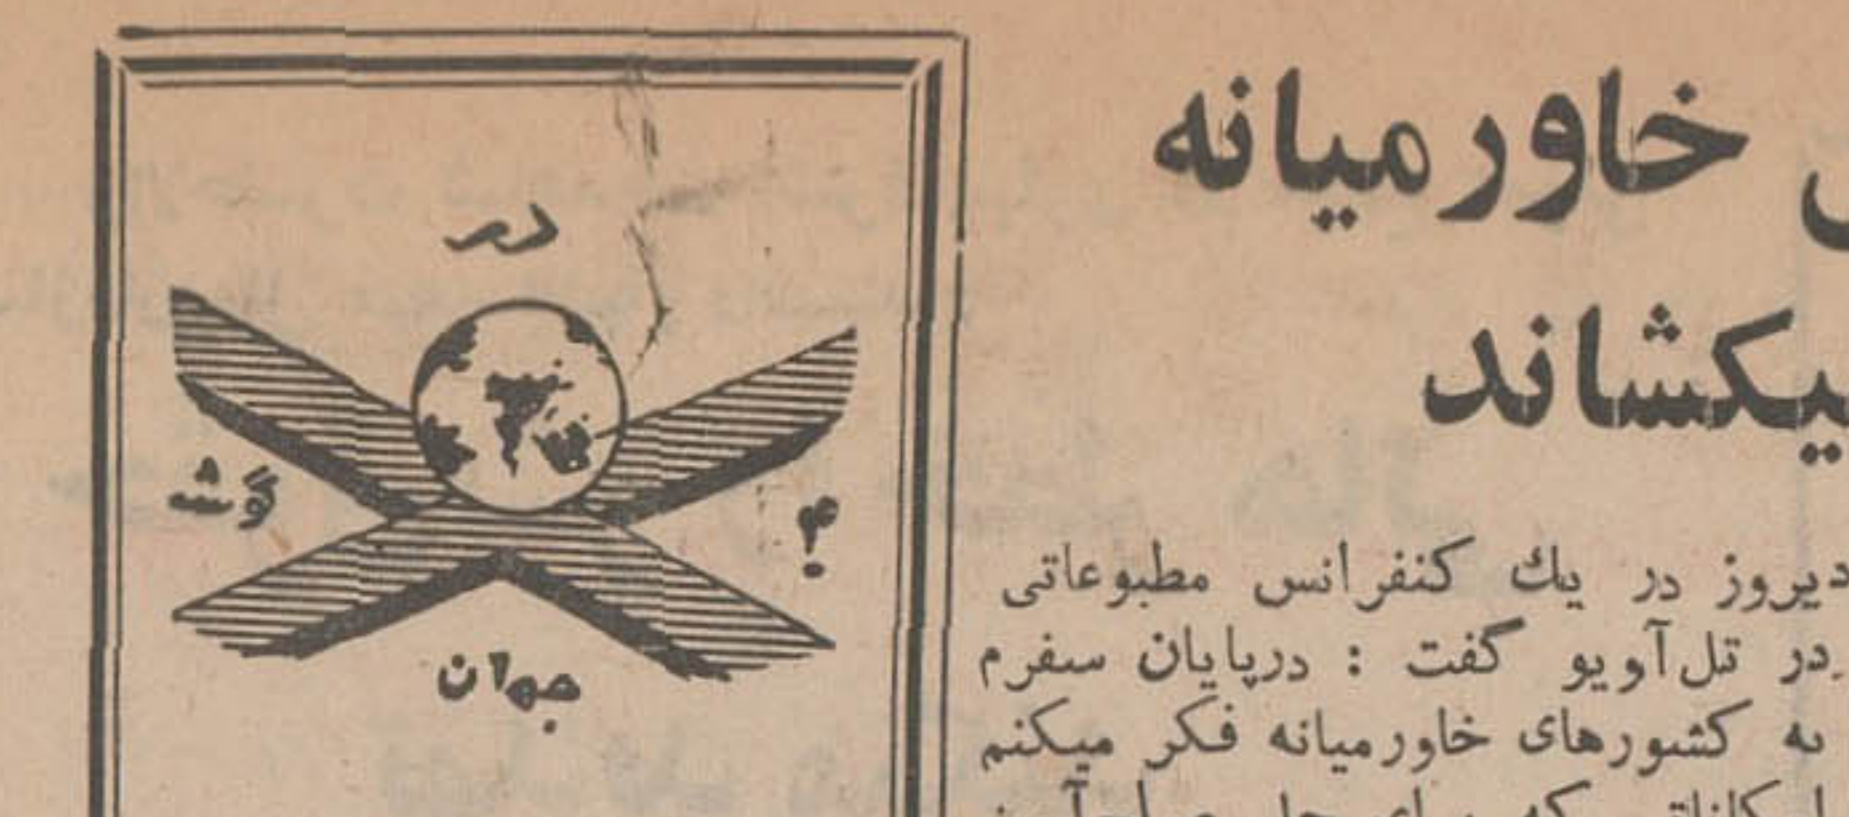 خاورمیانه
یکشاند
دیروز در یك کنفرانس مطبوعاتی
در تل‌آویو گفت : درپایان سفرم
به کشورهای خاورمیانه فکر میکنم
در
۴
گوشه
جهان